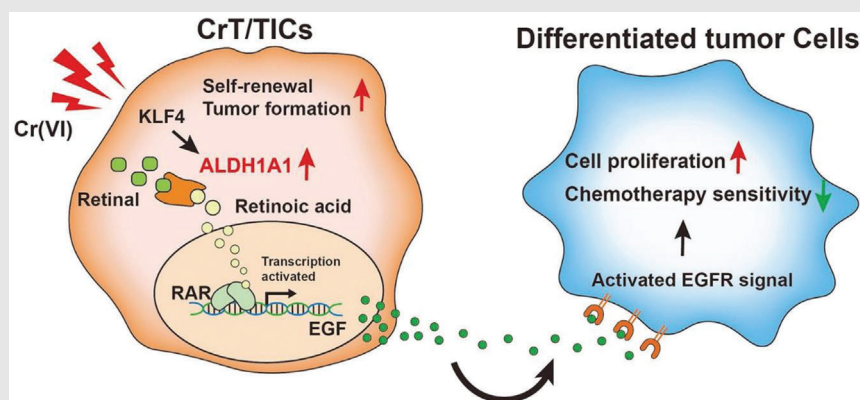 CrT/TICs
Cr(VI)
Self-renewal
Tumor formation
KLF4
ALDH1A1
Retinal
Retinoic acid
Transcription
activated
RAR
EGF
Differentiated tumor Cells
Cell proliferation
Chemotherapy sensitivity
Activated EGFR signal